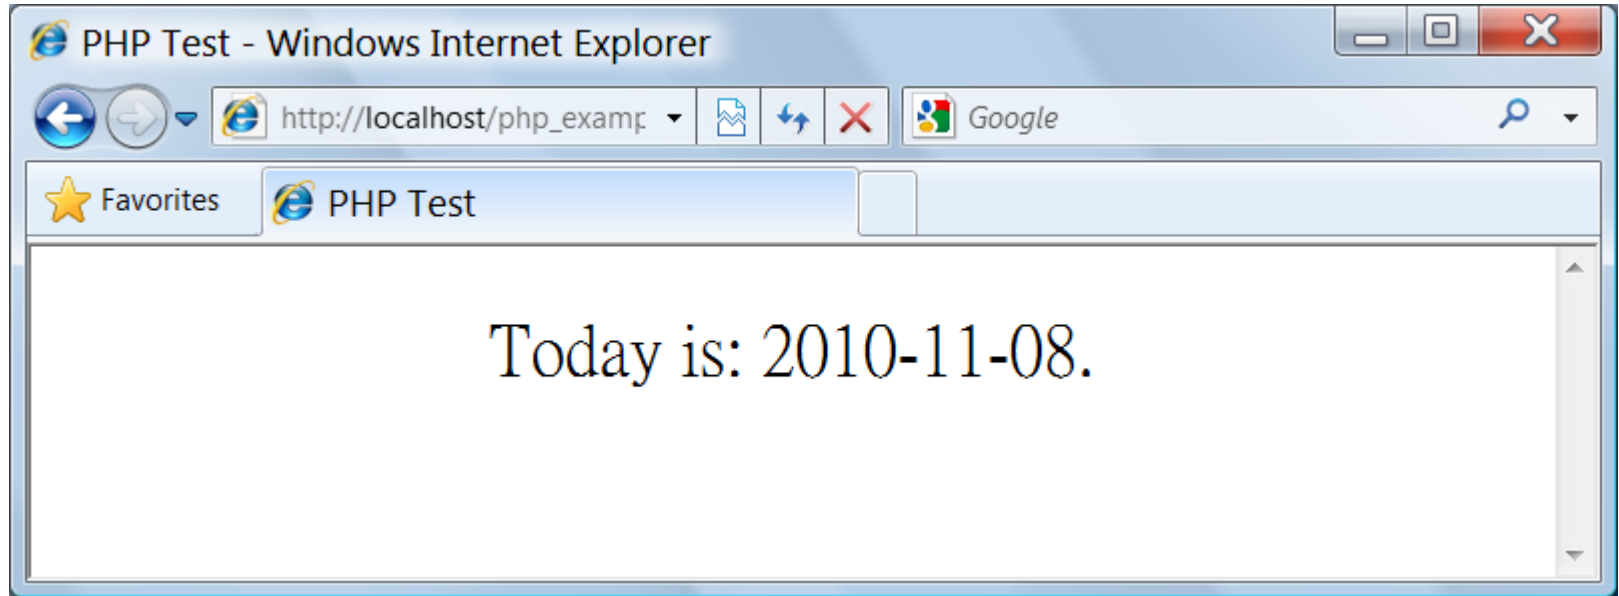 PHP Test - Windows Internet Explorer
http://localhost/php_examp
Google
Favorites
PHP Test
Today is: 2010-11-08.